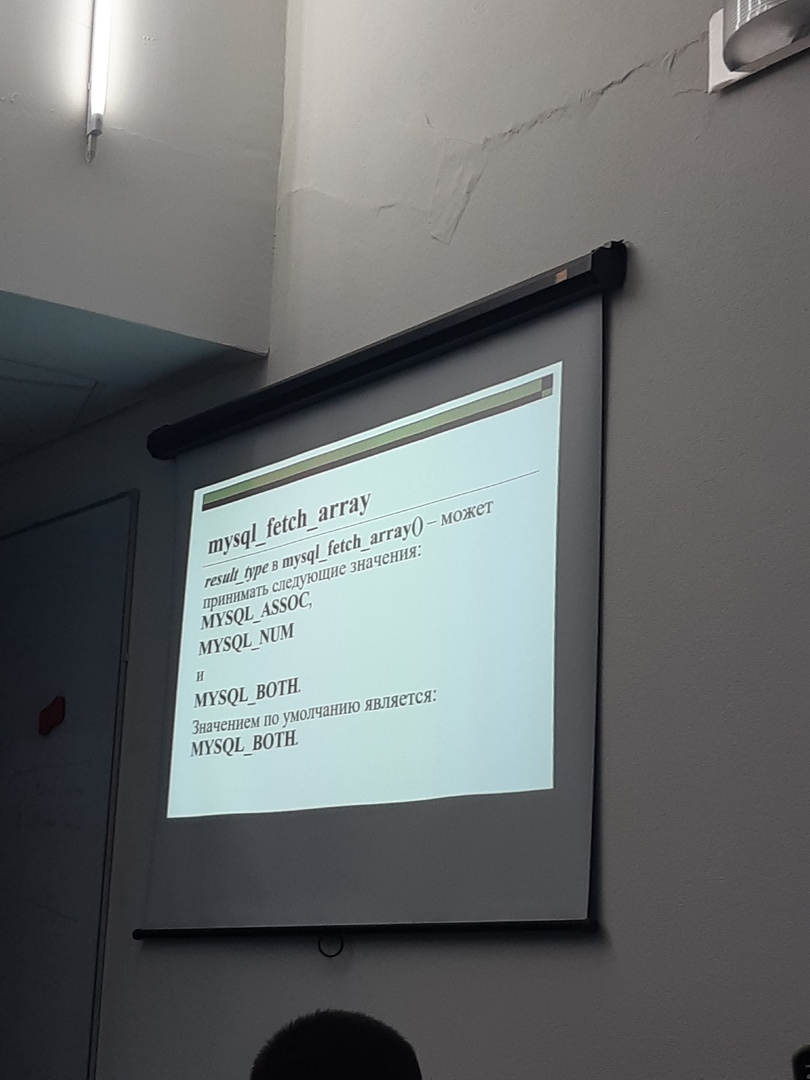 mysql_fetch_array
result_type в mysql_fetch_array() – может
принимать следующие значения:
MYSQL_ASSOC,
MYSQL_NUM
и
MYSQL_BOTH.
Значением по умолчанию является:
MYSQL_BOTH.